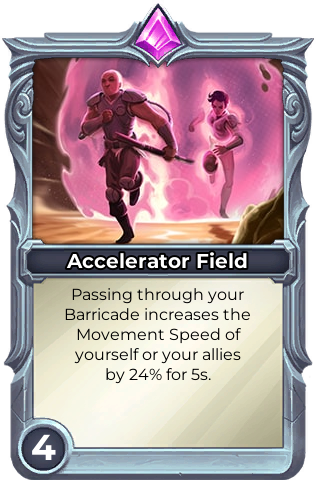 Accelerator Field
Passing through your
Barricade increases the
Movement Speed of
yourself or your allies
by 24% for 5s.
4